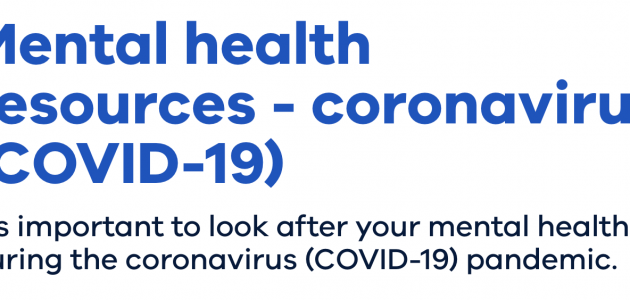 Mental health
esources - coronaviru
(COVID-19)
s important to look after your mental health
uring the coronavirus (COVID-19) pandemic.